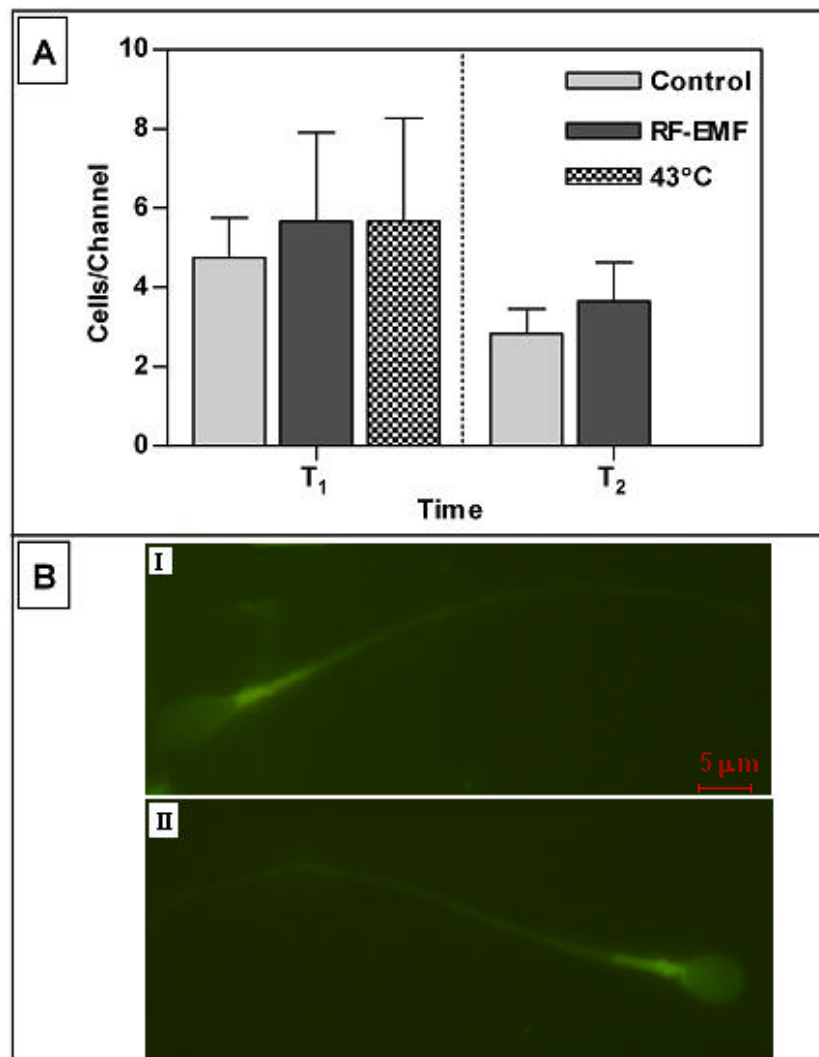 A
10
8
6
4
2
0
Cells/Channel
Control
RF-EMF
43°C
T₁
T₂
Time
B
I
5 μm
II